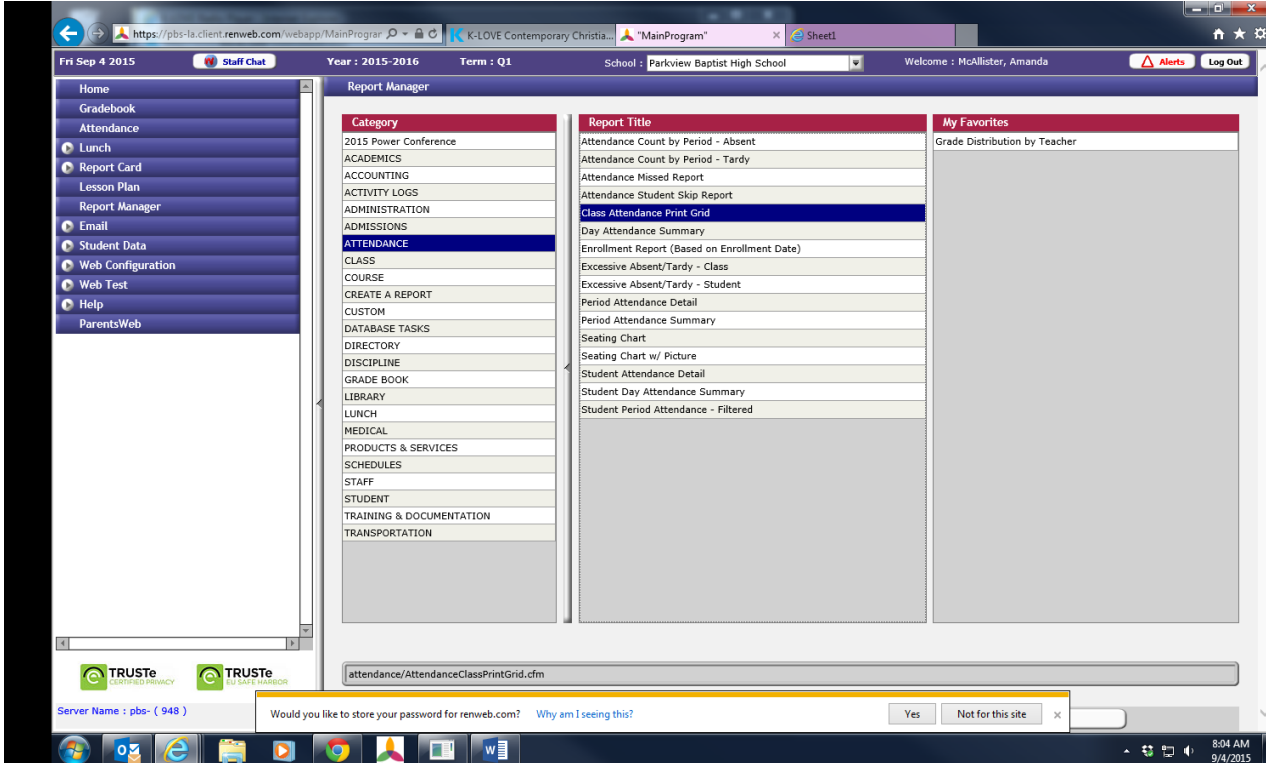 https://pbs-la.client.renweb.com/webapp/MainPrograr
K-LOVE Contemporary Christia...
"MainProgram"
Sheet1
Fri Sep 4 2015
Staff Chat
Year : 2015-2016
Term : Q1
School : Parkview Baptist High School
Welcome : McAllister, Amanda
Alerts
Log Out
Home
Gradebook
Attendance
Lunch
Report Card
Lesson Plan
Report Manager
Email
Student Data
Web Configuration
Web Test
Help
ParentsWeb
Report Manager
Category
2015 Power Conference
ACADEMICS
ACCOUNTING
ACTIVITY LOGS
ADMINISTRATION
ADMISSIONS
ATTENDANCE
CLASS
COURSE
CREATE A REPORT
CUSTOM
DATABASE TASKS
DIRECTORY
DISCIPLINE
GRADE BOOK
LIBRARY
LUNCH
MEDICAL
PRODUCTS & SERVICES
SCHEDULES
STAFF
STUDENT
TRAINING & DOCUMENTATION
TRANSPORTATION
Report Title
Attendance Count by Period - Absent
Attendance Count by Period - Tardy
Attendance Missed Report
Attendance Student Skip Report
Class Attendance Print Grid
Day Attendance Summary
Enrollment Report (Based on Enrollment Date)
Excessive Absent/Tardy - Class
Excessive Absent/Tardy - Student
Period Attendance Detail
Period Attendance Summary
Seating Chart
Seating Chart w/ Picture
Student Attendance Detail
Student Day Attendance Summary
Student Period Attendance - Filtered
My Favorites
Grade Distribution by Teacher
attendance/AttendanceClassPrintGrid.cfm
TRUSTe
CERTIFIED PRIVACY
TRUSTe
EU SAFE HARBOR
Server Name : pbs- ( 948 )
Would you like to store your password for renweb.com? Why am I seeing this?
Yes
Not for this site
8:04 AM
9/4/2015